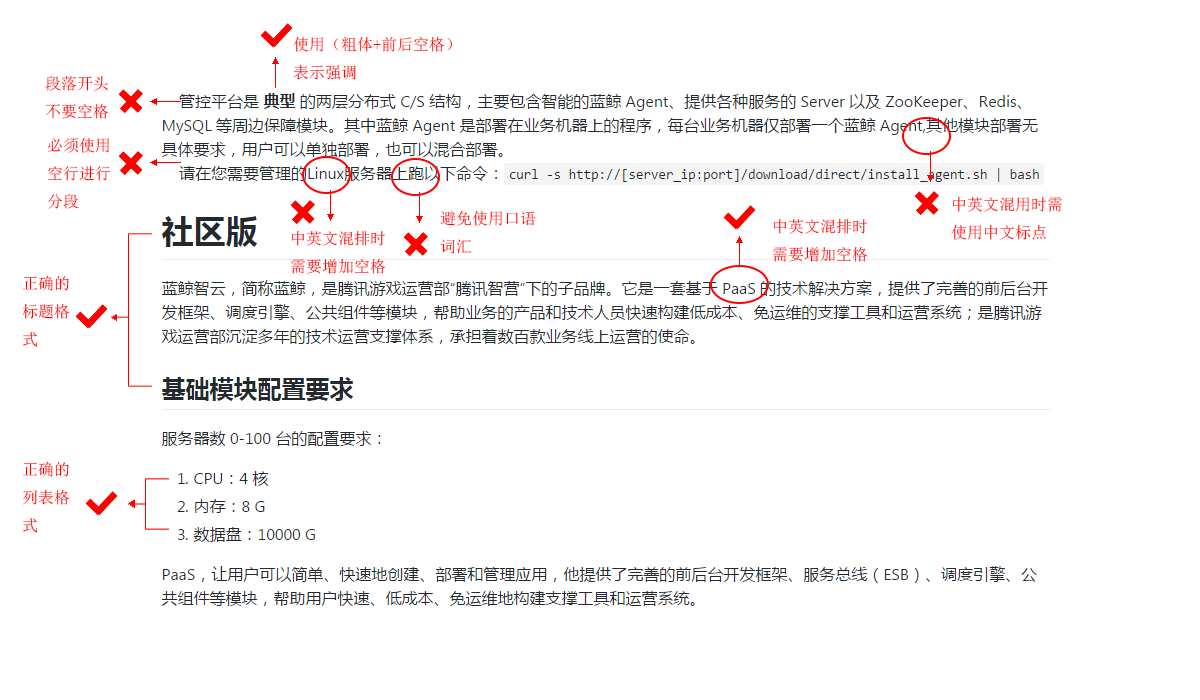 使用（粗体+前后空格）
表示强调
段落开头
不要空格
管控平台是 典型 的两层分布式 C/S 结构，主要包含智能的蓝鲸 Agent、提供各种服务的 Server 以及 ZooKeeper、Redis、
MySQL 等周边保障模块。其中蓝鲸 Agent 是部署在业务机器上的程序，每台业务机器仅部署一个蓝鲸 Agent,其他模块部署无
具体要求，用户可以单独部署，也可以混合部署。
必须使用
空行进行
分段
请在您需要管理的Linux服务器上跑以下命令：curl -s http://[server_ip:port]/download/direct/install_agent.sh | bash
中英文混排时
需要增加空格
避免使用口语
词汇
中英文混排时
需要增加空格
中英文混用时需
使用中文标点
社区版
正确的
标题格
式
蓝鲸智云，简称蓝鲸，是腾讯游戏运营部“腾讯智营”下的子品牌。它是一套基于 PaaS 的技术解决方案，提供了完善的前后台开
发框架、调度引擎、公共组件等模块，帮助业务的产品和技术人员快速构建低成本、免运维的支撑工具和运营系统；是腾讯游
戏运营部沉淀多年的技术运营支撑体系，承担着数百款业务线上运营的使命。
基础模块配置要求
服务器数 0-100 台的配置要求：
正确的
列表格
式
1. CPU：4 核
2. 内存：8 G
3. 数据盘：10000 G
PaaS，让用户可以简单、快速地创建、部署和管理应用，他提供了完善的前后台开发框架、服务总线（ESB）、调度引擎、公
共组件等模块，帮助用户快速、低成本、免运维地构建支撑工具和运营系统。